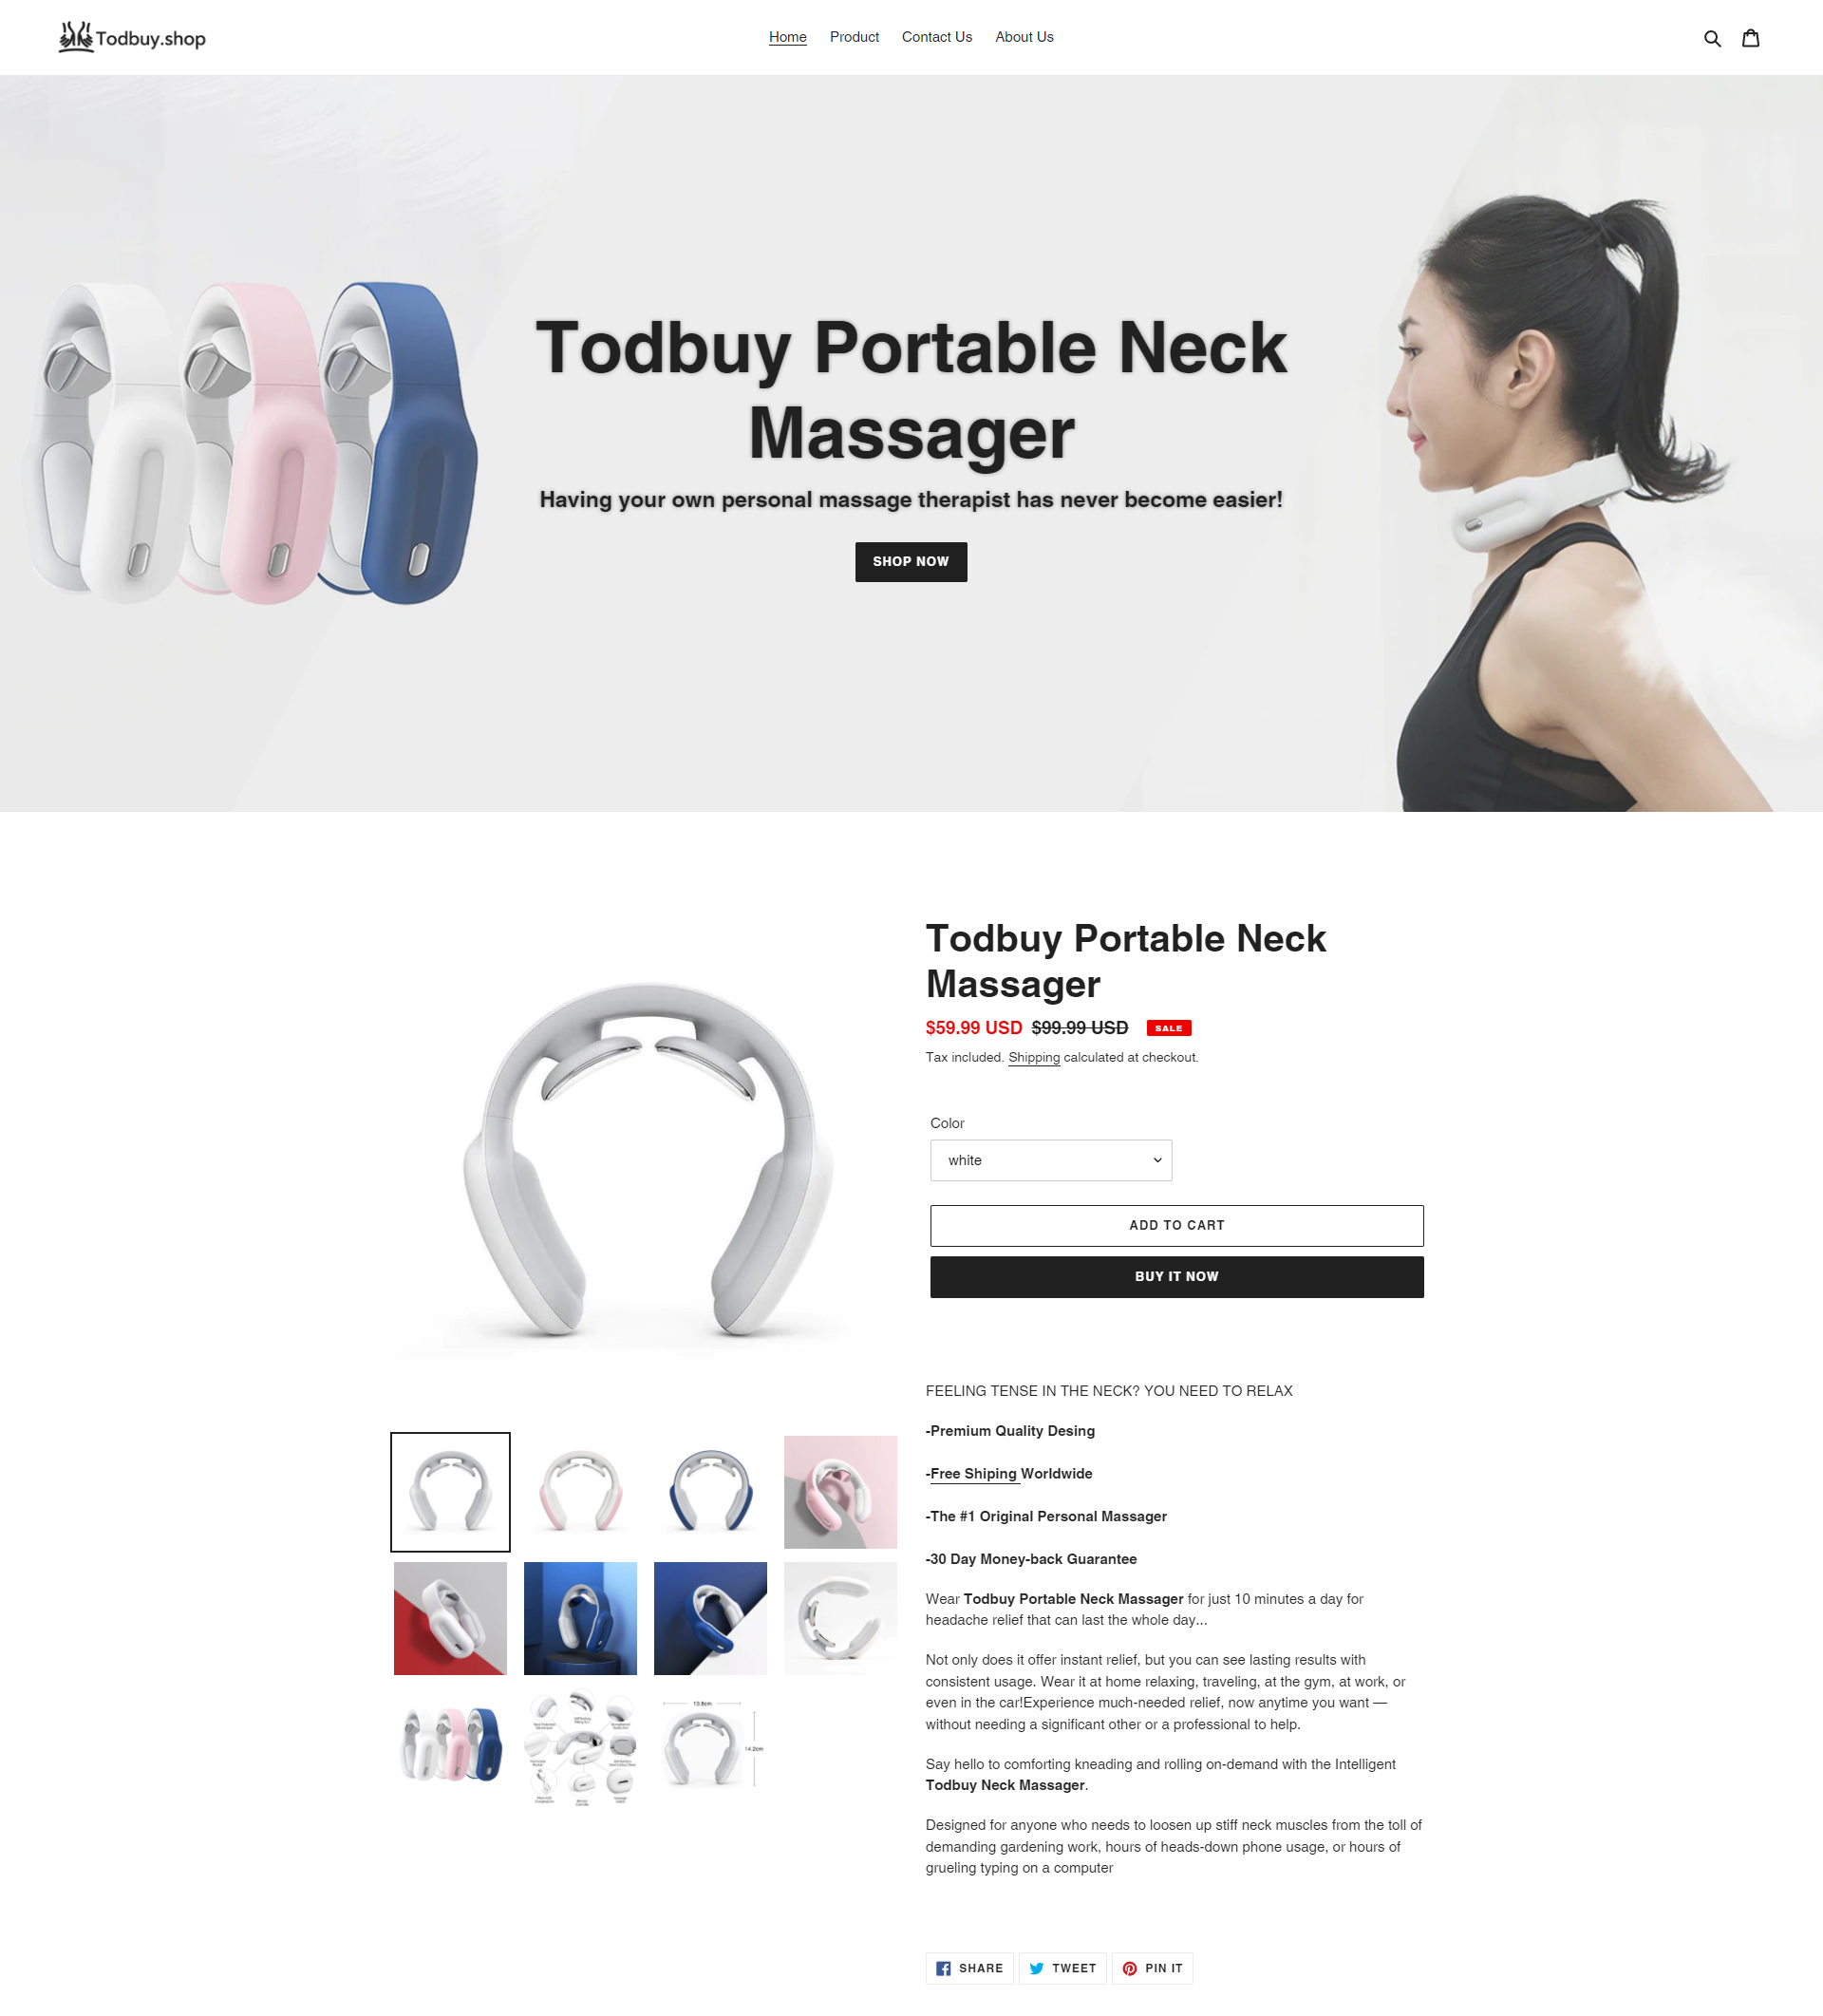 Todbuy.shop
Home Product Contact Us About Us
Todbuy Portable Neck
Massager
Having your own personal massage therapist has never become easier!
SHOP NOW
Todbuy Portable Neck
Massager
$59.99 USD $99.99 USD SALE
Tax included. Shipping calculated at checkout.
Color
white
ADD TO CART
BUY IT NOW
FEELING TENSE IN THE NECK? YOU NEED TO RELAX
-Premium Quality Desing
-Free Shiping Worldwide
-The #1 Original Personal Massager
-30 Day Money-back Guarantee
Wear Todbuy Portable Neck Massager for just 10 minutes a day for
headache relief that can last the whole day...
Not only does it offer instant relief, but you can see lasting results with
consistent usage. Wear it at home relaxing, traveling, at the gym, at work, or
even in the car!Experience much-needed relief, now anytime you want —
without needing a significant other or a professional to help.
Say hello to comforting kneading and rolling on-demand with the Intelligent
Todbuy Neck Massager.
Designed for anyone who needs to loosen up stiff neck muscles from the toll of
demanding gardening work, hours of heads-down phone usage, or hours of
grueling typing on a computer
13.8cm
14.2cm
SHARE TWEET PIN IT